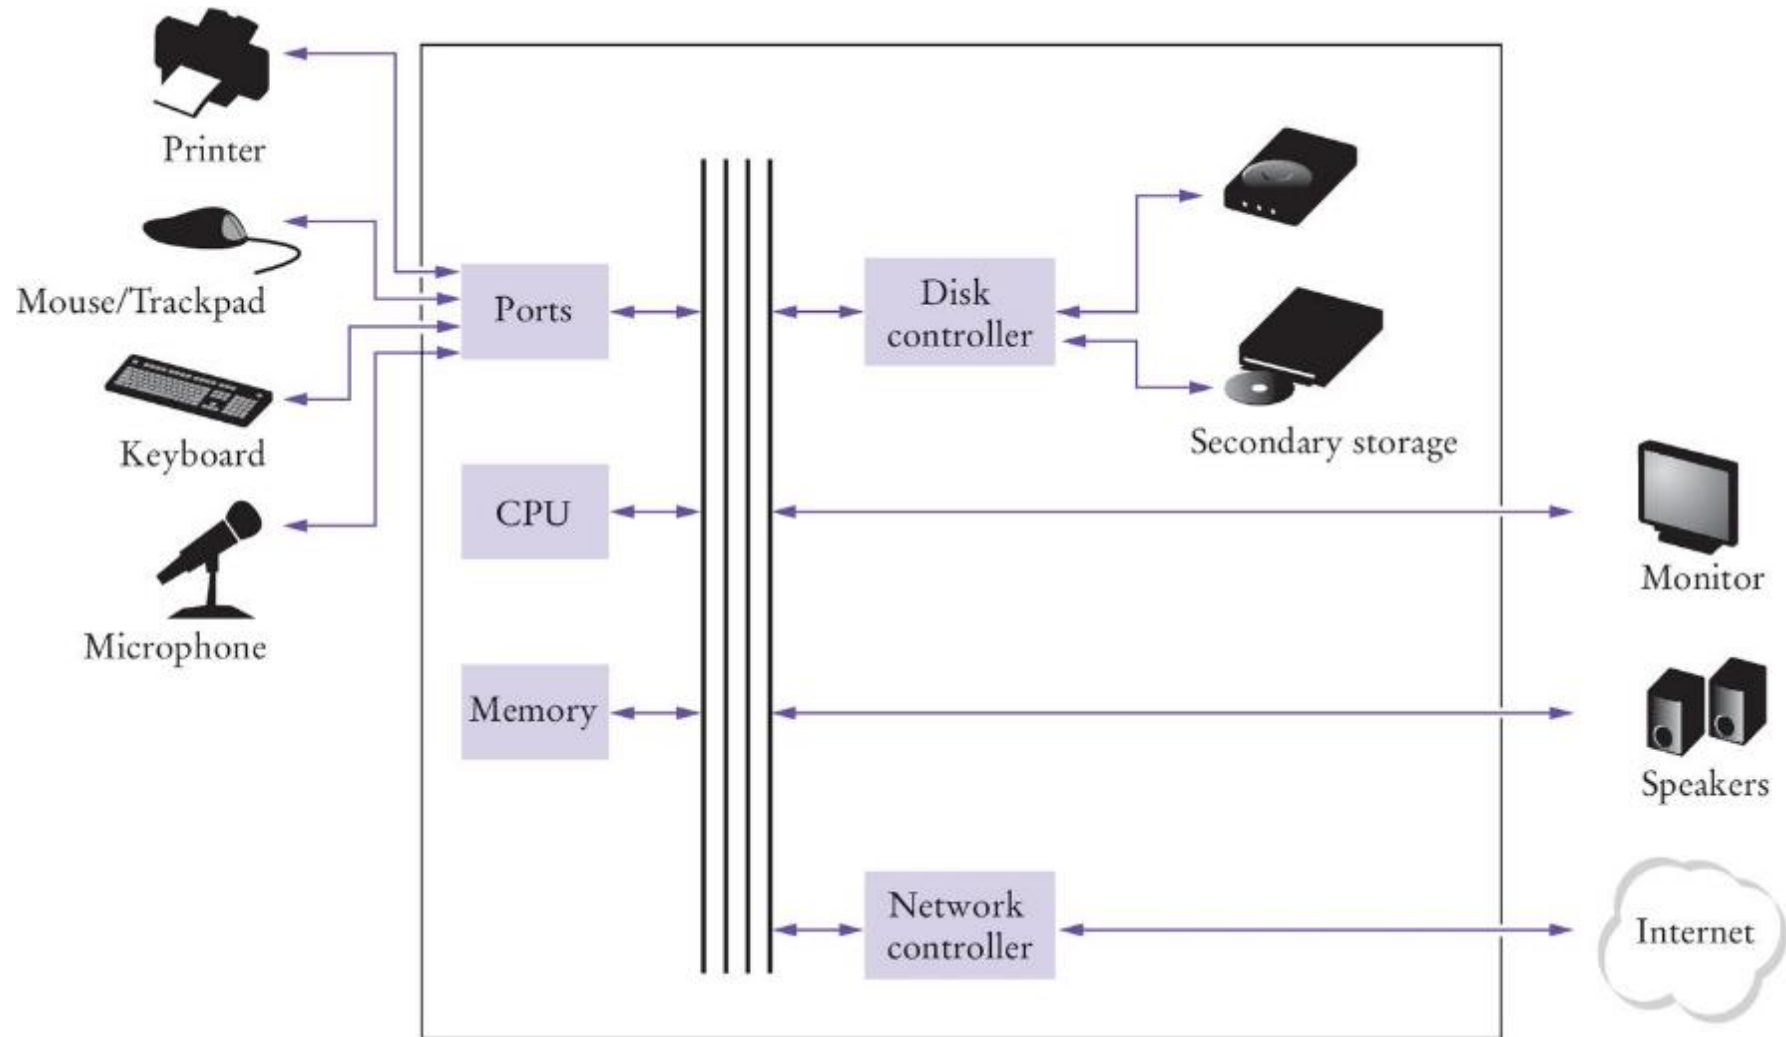 Printer
Mouse/Trackpad
Keyboard
Microphone
Ports
CPU
Memory
Disk
controller
Secondary storage
Network
controller
Monitor
Speakers
Internet